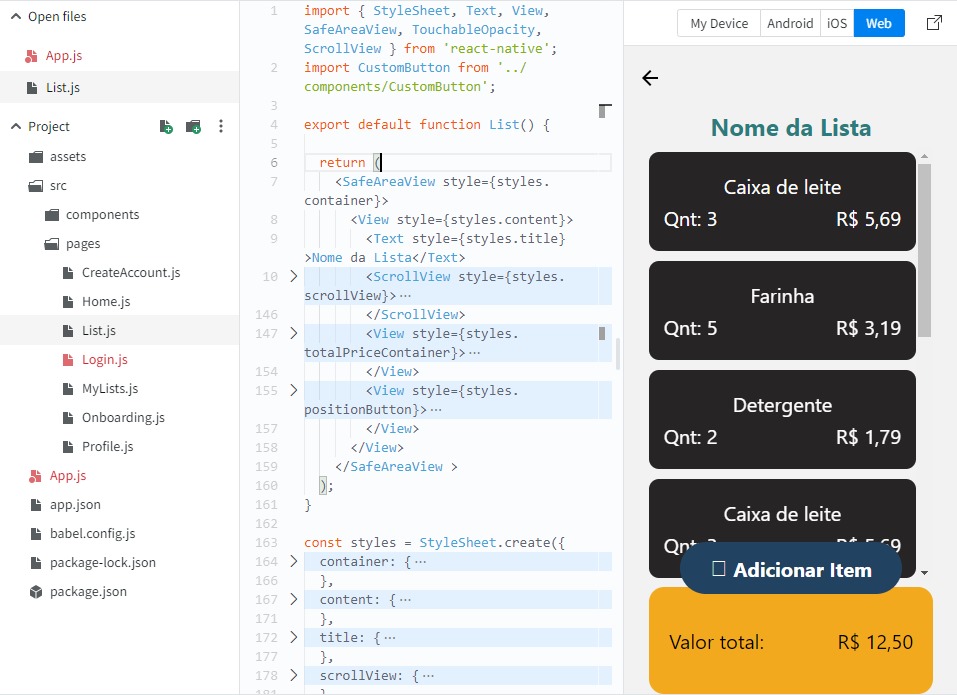 Open files
App.js
List.js
Project
assets
src
components
pages
CreateAccount.js
Home.js
List.js
Login.js
MyLists.js
Onboarding.js
Profile.js
App.js
app.json
babel.config.js
package-lock.json
package.json
1 import { StyleSheet, Text, View,
SafeAreaView, TouchableOpacity,
ScrollView } from 'react-native';
2 import CustomButton from '../
components/CustomButton';
3
4 export default function List() {
5
6 return (
7 <SafeAreaView style={styles.
container}>
8 <View style={styles.content}>
9 <Text style={styles.title}
>Nome da Lista</Text>
10 <ScrollView style={styles.
scrollView}>…
146 </ScrollView>
147 <View style={styles.
totalPriceContainer}>…
154 </View>
155 <View style={styles.
positionButton}>…
157 </View>
158 </View>
159 </SafeAreaView >
160 );
161 }
162
163 const styles = StyleSheet.create({
164 container: {…
166 },
167 content: {…
171 },
172 title: {…
177 },
178 scrollView: {…
My Device Android iOS Web
Nome da Lista
Caixa de leite
Qnt: 3 R$ 5,69
Farinha
Qnt: 5 R$ 3,19
Detergente
Qnt: 2 R$ 1,79
Caixa de leite
Adicionar Item
Valor total: R$ 12,50